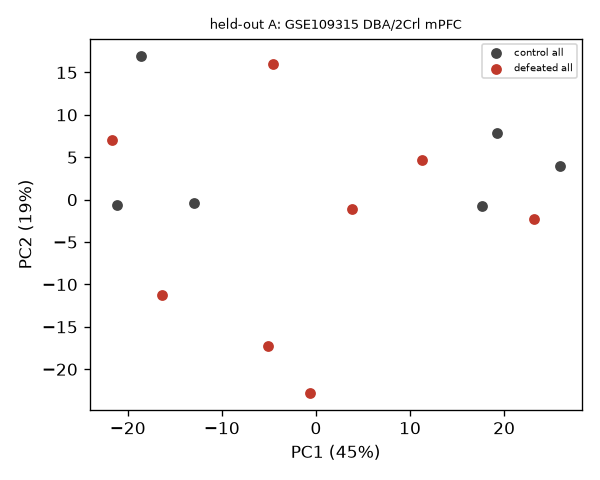 held-out A: GSE109315 DBA/2Crl mPFC
control all
defeated all
15
10
5
0
−5
−10
−15
−20
PC2 (19%)
−20
−10
0
10
20
PC1 (45%)